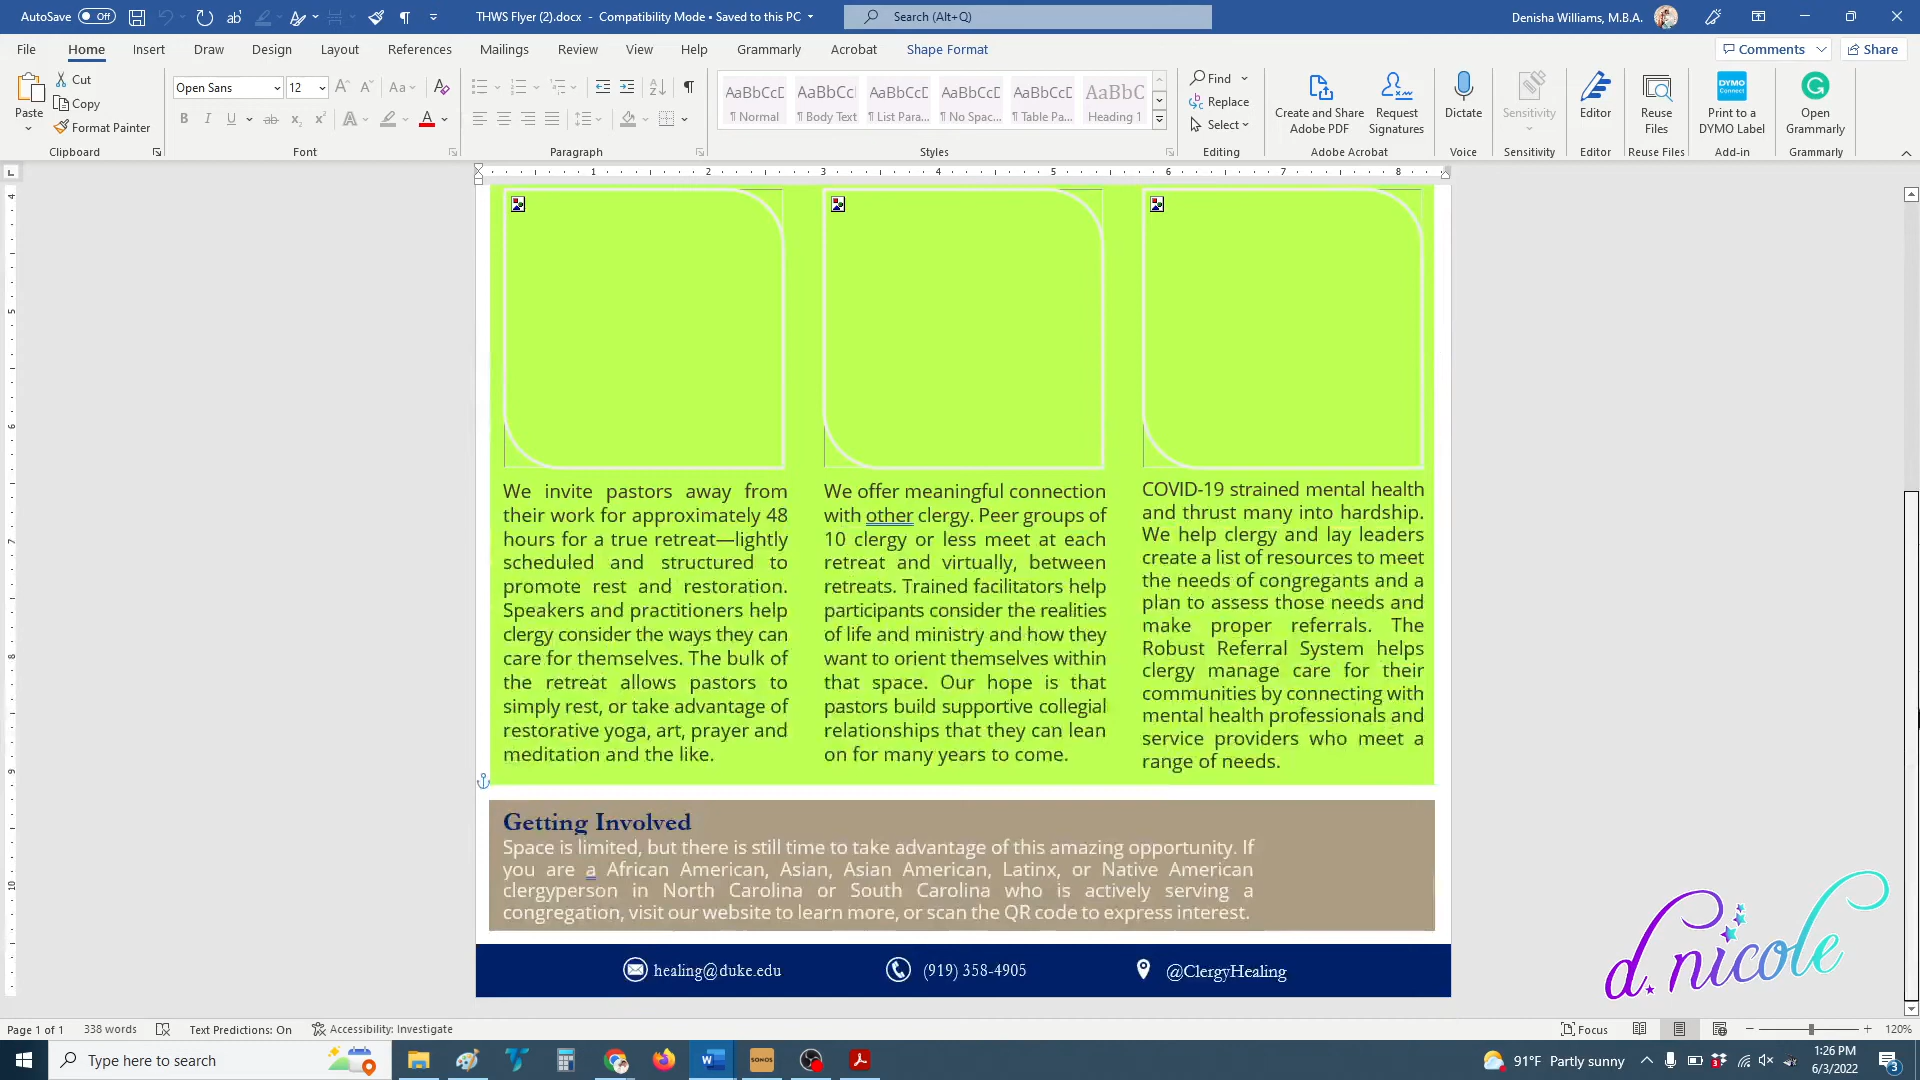 AutoSave Off THWS Flyer (2).docx - Compatibility Mode • Saved to this PC Search (Alt+Q) Denisha Williams, M.B.A.
File Home Insert Draw Design Layout References Mailings Review View Help Grammarly Acrobat Shape Format Comments Share
Paste
Cut
Copy
Format Painter
Clipboard
Open Sans 12
Font
Paragraph
AaBbCcD AaBbCcI AaBbCcD AaBbCcD AaBbCcD AaBbC
¶ Normal ¶ Body Text ¶ List Para... ¶ No Spac... ¶ Table Pa... Heading 1
Styles
Find
Replace
Select
Editing
Create and Share
Adobe PDF
Request
Signatures
Adobe Acrobat
Dictate
Voice
Sensitivity
Sensitivity
Editor
Editor
Reuse
Files
Reuse Files
Print to a
DYMO Label
Add-in
Open
Grammarly
Grammarly
1 2 3 4 5 6 7 8
We invite pastors away from
their work for approximately 48
hours for a true retreat—lightly
scheduled and structured to
promote rest and restoration.
Speakers and practitioners help
clergy consider the ways they can
care for themselves. The bulk of
the retreat allows pastors to
simply rest, or take advantage of
restorative yoga, art, prayer and
meditation and the like.
We offer meaningful connection
with other clergy. Peer groups of
10 clergy or less meet at each
retreat and virtually, between
retreats. Trained facilitators help
participants consider the realities
of life and ministry and how they
want to orient themselves within
that space. Our hope is that
pastors build supportive collegial
relationships that they can lean
on for many years to come.
COVID-19 strained mental health
and thrust many into hardship.
We help clergy and lay leaders
create a list of resources to meet
the needs of congregants and a
plan to assess those needs and
make proper referrals. The
Robust Referral System helps
clergy manage care for their
communities by connecting with
mental health professionals and
service providers who meet a
range of needs.
Getting Involved
Space is limited, but there is still time to take advantage of this amazing opportunity. If
you are a African American, Asian, Asian American, Latinx, or Native American
clergyperson in North Carolina or South Carolina who is actively serving a
congregation, visit our website to learn more, or scan the QR code to express interest.
healing@duke.edu (919) 358-4905 @ClergyHealing
d. nicole
Page 1 of 1 338 words Text Predictions: On Accessibility: Investigate Focus 120%
Type here to search 91°F Partly sunny 1:26 PM
6/3/2022